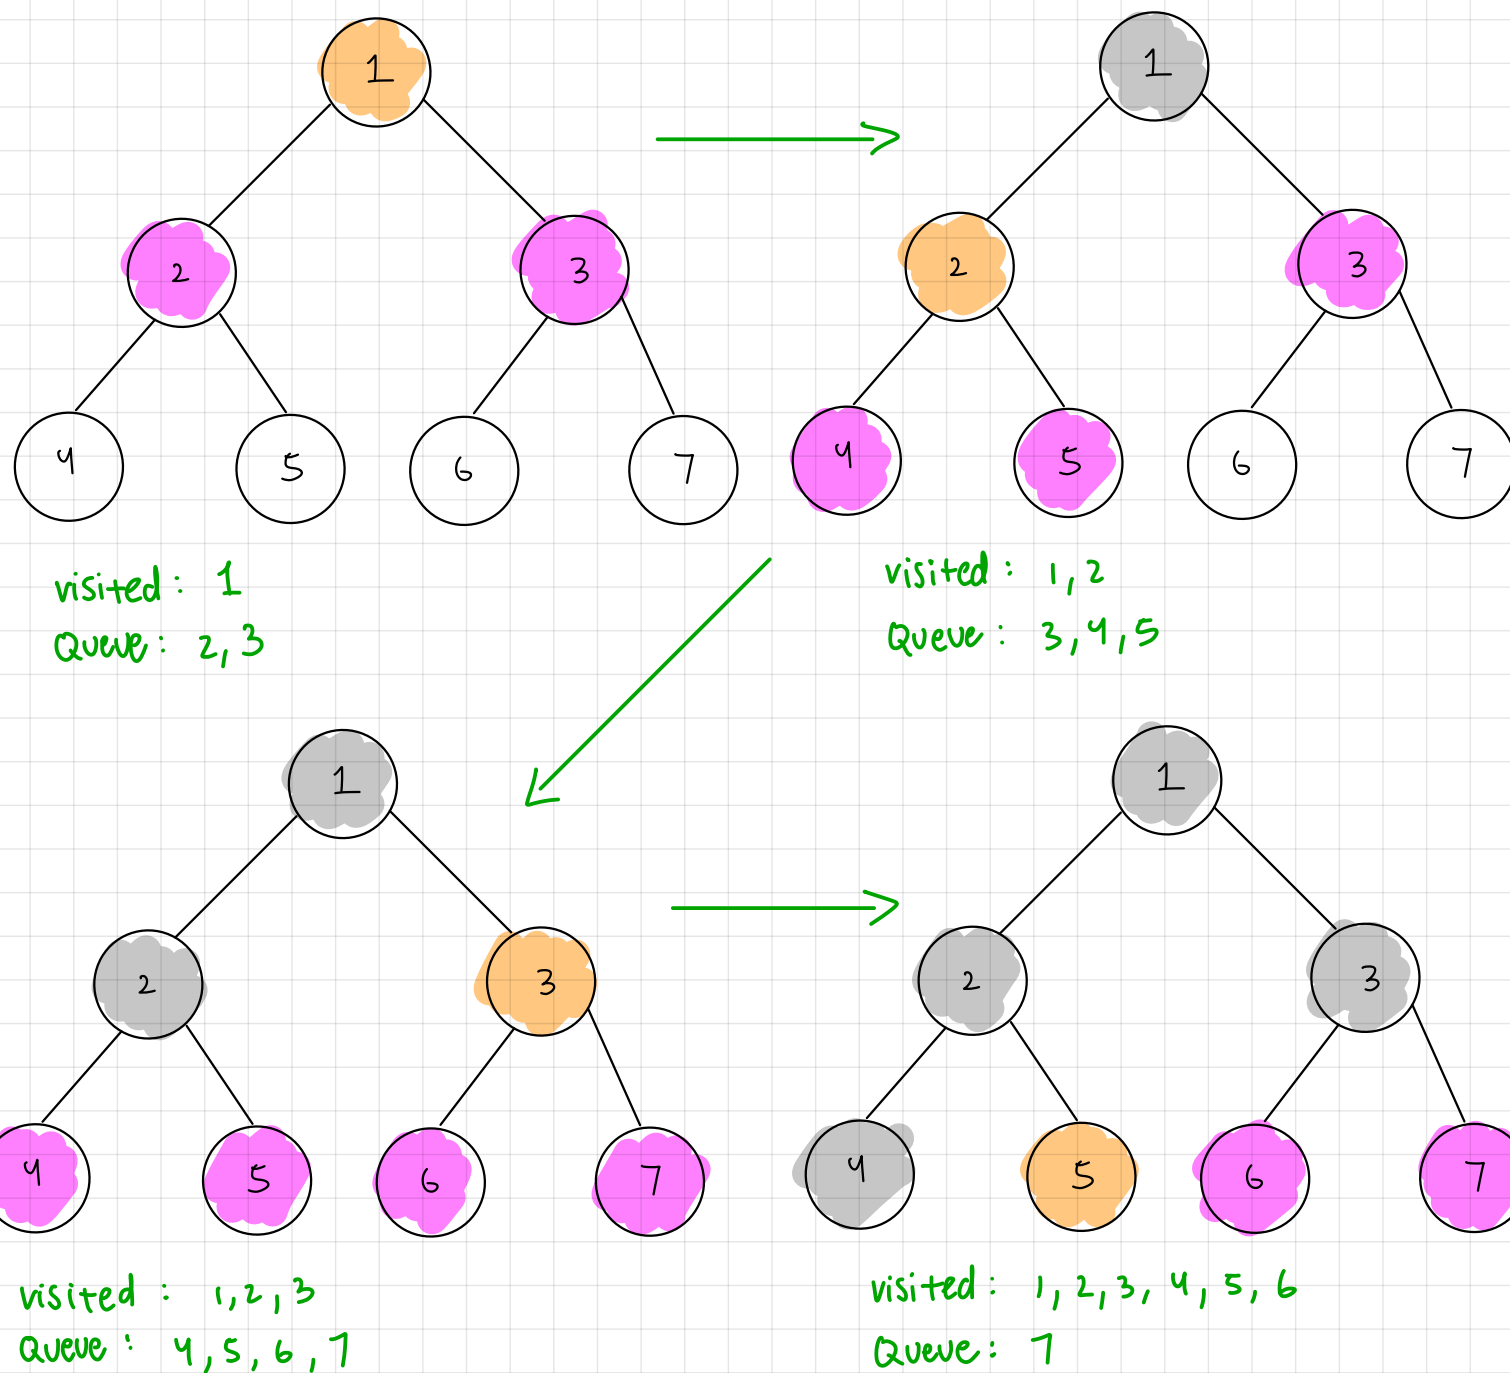 1
2 3
4 5 6 7
visited : 1
Queue : 2, 3
1
2 3
4 5 6 7
visited : 1, 2
Queue : 3, 4, 5
1
2 3
4 5 6 7
visited : 1, 2, 3
Queue : 4, 5, 6, 7
1
2 3
4 5 6 7
visited : 1, 2, 3, 4, 5, 6
Queue : 7